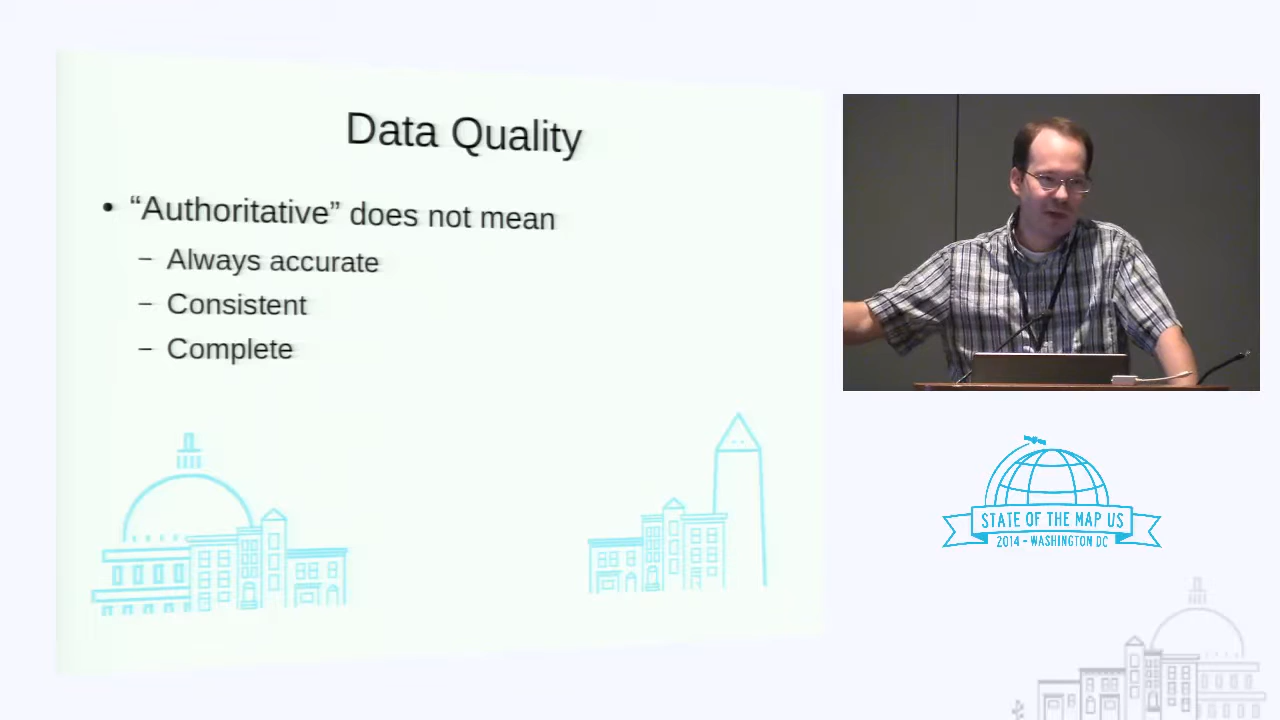 Data Quality
• “Authoritative” does not mean
– Always accurate
– Consistent
– Complete
STATE OF THE MAP US
2014 - WASHINGTON DC